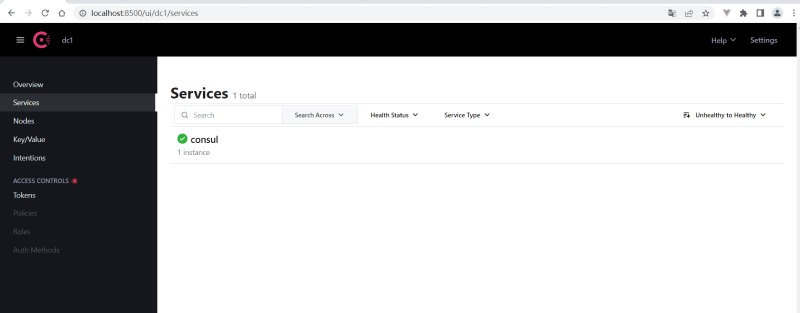 localhost:8500/ui/dc1/services
dc1
Help
Settings
Overview
Services
Nodes
Key/Value
Intentions
ACCESS CONTROLS
Tokens
Policies
Roles
Auth Methods
Services 1 total
Search
Search Across
Health Status
Service Type
Unhealthy to Healthy
consul
1 instance